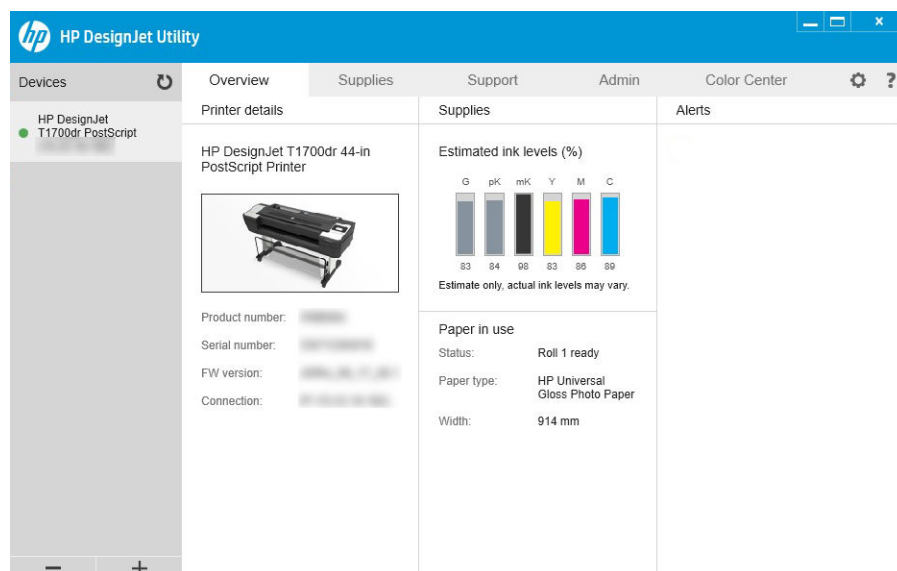 hp HP DesignJet Utility
Devices
Overview Supplies Support Admin Color Center ?
Printer details Supplies Alerts
HP DesignJet
T1700dr PostScript
HP DesignJet T1700dr 44-in
PostScript Printer
Product number:
Serial number:
FW version:
Connection:
Estimated ink levels (%)
G pK mK Y M C
83 84 98 83 86 89
Estimate only, actual ink levels may vary.
Paper in use
Status: Roll 1 ready
Paper type: HP Universal
Gloss Photo Paper
Width: 914 mm